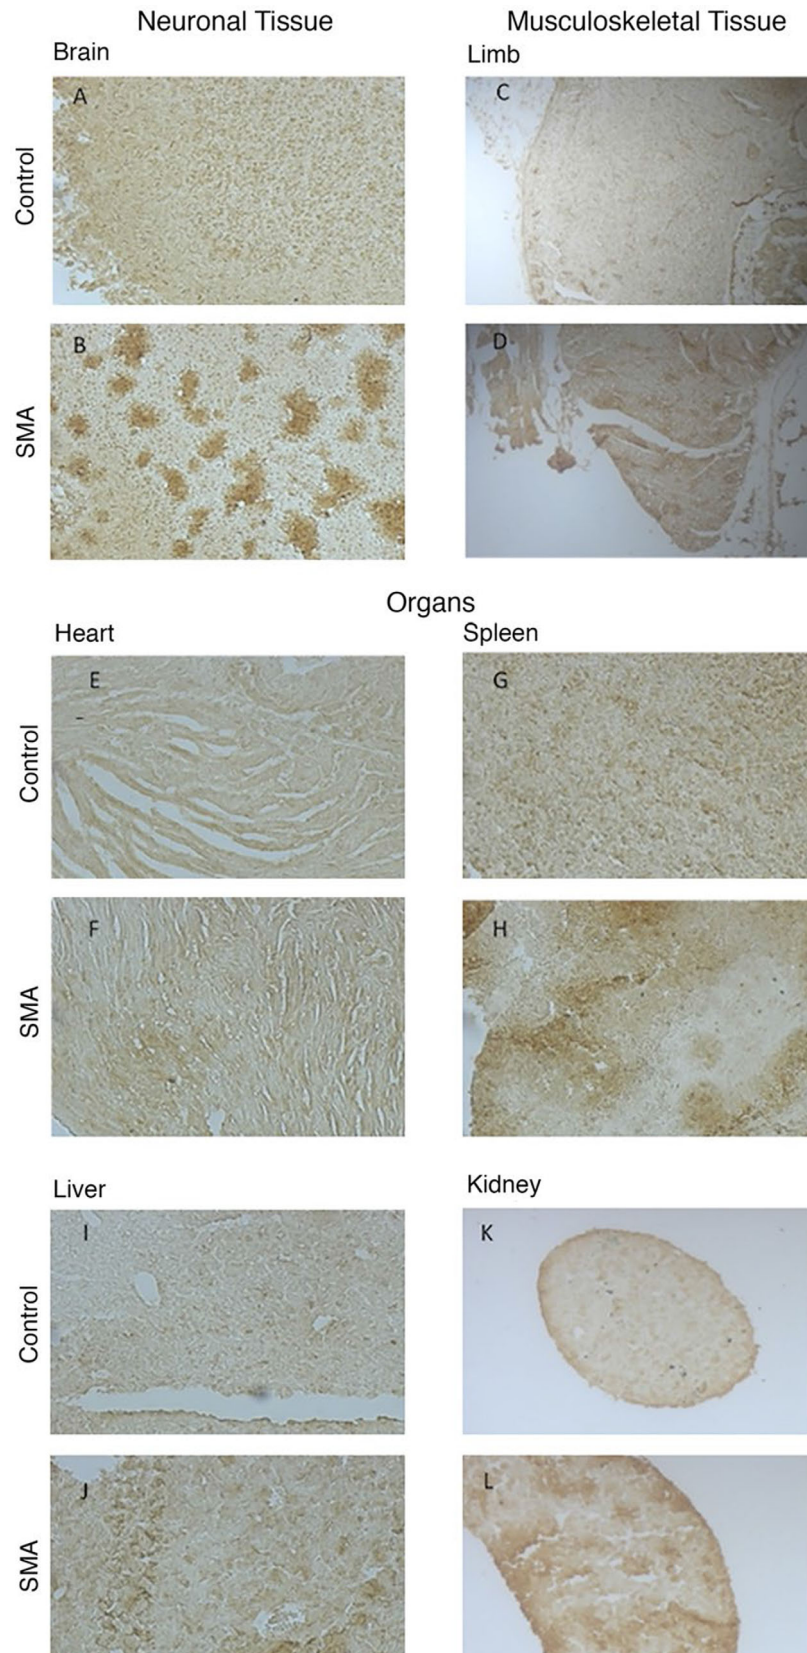 Neuronal Tissue
Musculoskeletal Tissue
Brain
Limb
Control
A
C
SMA
B
D
Organs
Heart
Spleen
Control
E
G
SMA
F
H
Liver
Kidney
Control
I
K
SMA
J
L